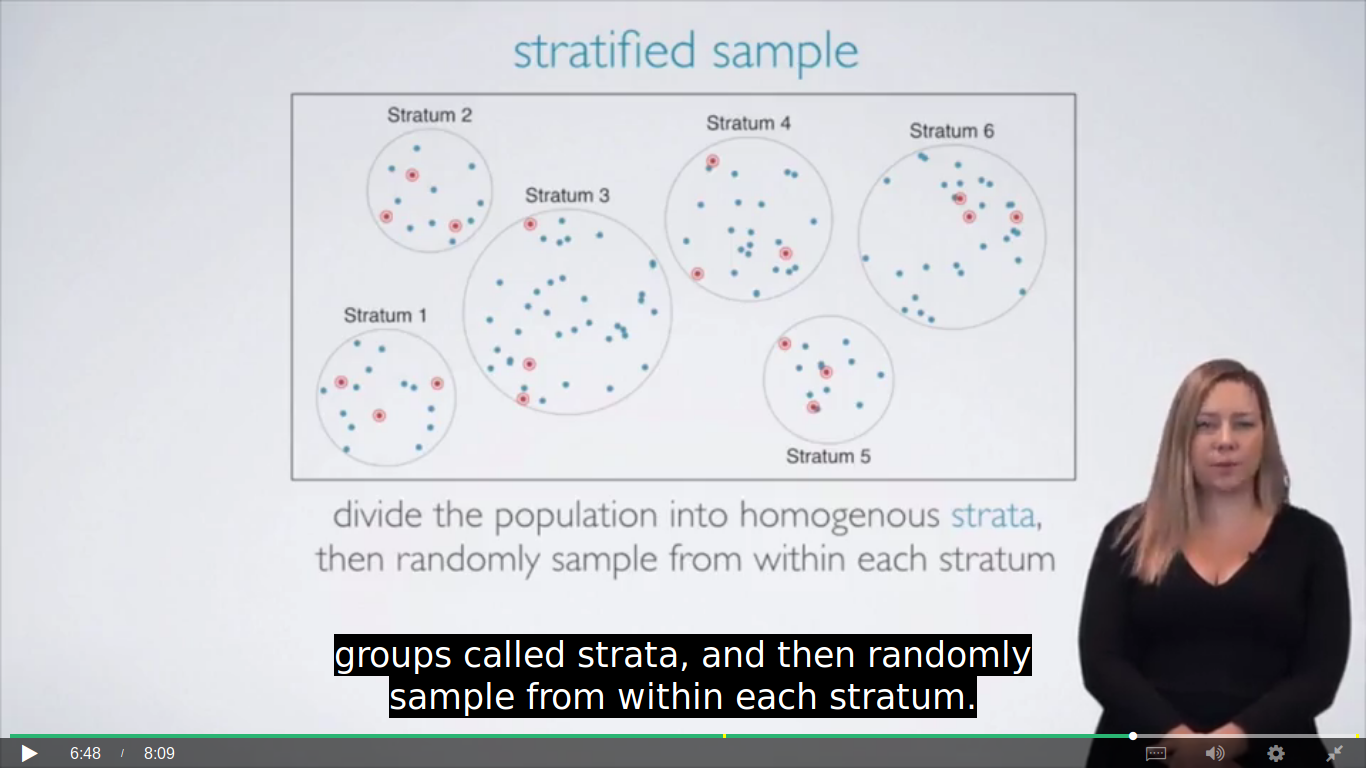 stratified sample
Stratum 2
Stratum 4
Stratum 6
Stratum 3
Stratum 1
Stratum 5
divide the population into homogenous strata,
then randomly sample from within each stratum
groups called strata, and then randomly
sample from within each stratum.
6:48 / 8:09